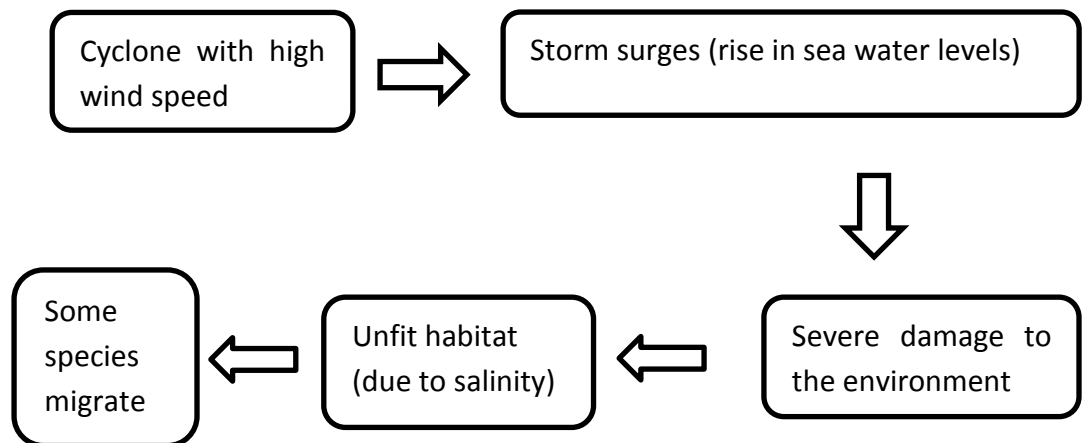 Cyclone with high
wind speed
Storm surges (rise in sea water levels)
Severe damage to
the environment
Unfit habitat
(due to salinity)
Some
species
migrate